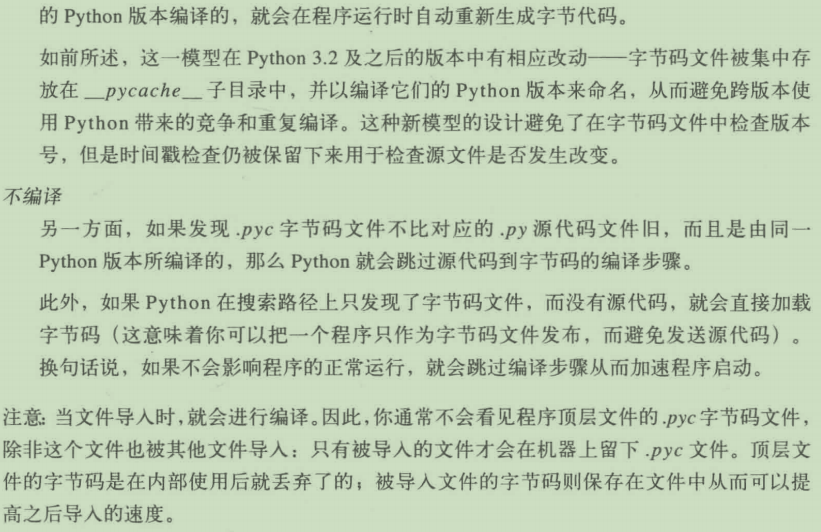 的 Python 版本编译的，就会在程序运行时自动重新生成字节代码。
如前所述，这一模型在 Python 3.2 及之后的版本中有相应改动——字节码文件被集中存
放在 __pycache__ 子目录中，并以编译它们的 Python 版本来命名，从而避免跨版本使
用 Python 带来的竞争和重复编译。这种新模型的设计避免了在字节码文件中检查版本
号，但是时间戳检查仍被保留下来用于检查源文件是否发生改变。
不编译
另一方面，如果发现 .pyc 字节码文件不比对应的 .py 源代码文件旧，而且是由同一
Python 版本所编译的，那么 Python 就会跳过源代码到字节码的编译步骤。
此外，如果 Python 在搜索路径上只发现了字节码文件，而没有源代码，就会直接加载
字节码（这意味着你可以把一个程序只作为字节码文件发布，而避免发送源代码）。
换句话说，如果不会影响程序的正常运行，就会跳过编译步骤从而加速程序启动。
注意：当文件导入时，就会进行编译。因此，你通常不会看见程序顶层文件的.pyc字节码文件，
除非这个文件也被其他文件导入：只有被导入的文件才会在机器上留下 .pyc 文件。顶层文
件的字节码是在内部使用后就丢弃了的；被导入文件的字节码则保存在文件中从而可以提
高之后导入的速度。